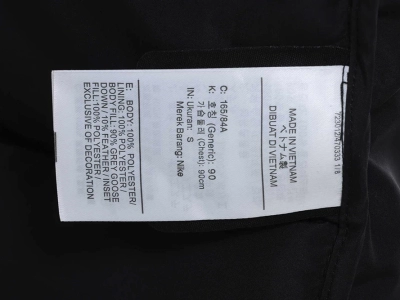 MADE IN VIETNAM
ベトナム製
DIBUAT DI VIETNAM
C: 165/84A
K: 호칭 (Generic): 90
가슴둘레 (Chest): 90cm
IN: Ukuran: S
Merek Barang: Nike
E: BODY: 100% POLYESTER/
LINING: 100% POLYESTER/
BODY FILL: 90% GREY GOOSE
DOWN / 10% FEATHER / INSET
FILL: 100% POLYESTER/
EXCLUSIVE OF DECORATION